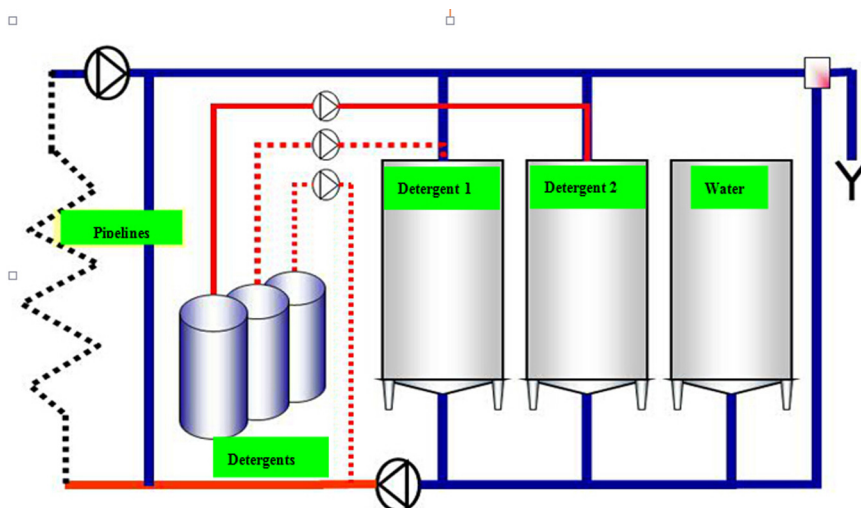 Detergent 1
Detergent 2
Water
Pipelines
Detergents